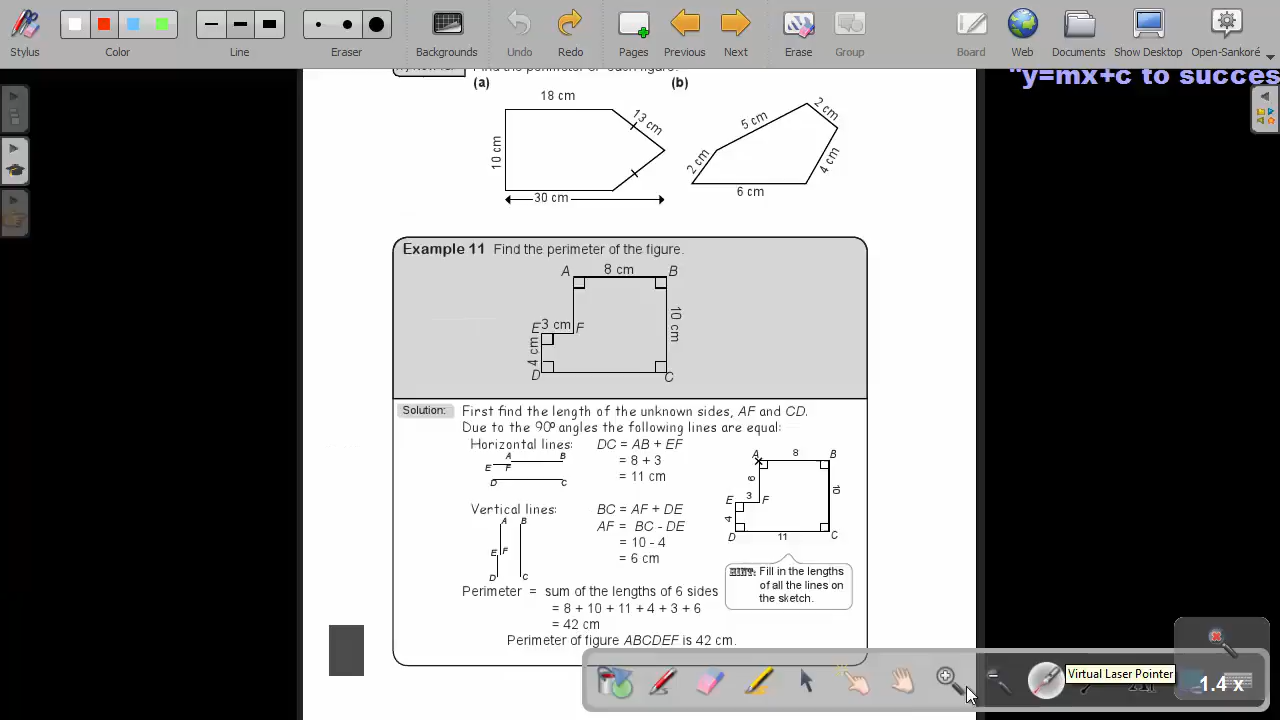 Stylus
Color
Line
Eraser
Backgrounds
Undo
Redo
Pages
Previous
Next
Erase
Group
Board
Web
Documents
Show Desktop
Open-Sankoré
Find the perimeter of each figure.
"y=mx+c to succes
(a)
(b)
18 cm
13 cm
10 cm
30 cm
5 cm
2 cm
2 cm
4 cm
6 cm
Example 11 Find the perimeter of the figure.
A 8 cm B
10 cm
E 3 cm F
4 cm
D C
Solution:
First find the length of the unknown sides, AF and CD.
Due to the 90º angles the following lines are equal:
Horizontal lines: DC = AB + EF
= 8 + 3
= 11 cm
A B
E F
D C
Vertical lines: BC = AF + DE
AF = BC - DE
= 10 - 4
= 6 cm
A B
E F
D C
A 8 B
6
10
E 3 F
4
D 11 C
HINT: Fill in the lengths
of all the lines on
the sketch.
Perimeter = sum of the lengths of 6 sides
= 8 + 10 + 11 + 4 + 3 + 6
= 42 cm
Perimeter of figure ABCDEF is 42 cm.
Virtual Laser Pointer
1.4 x